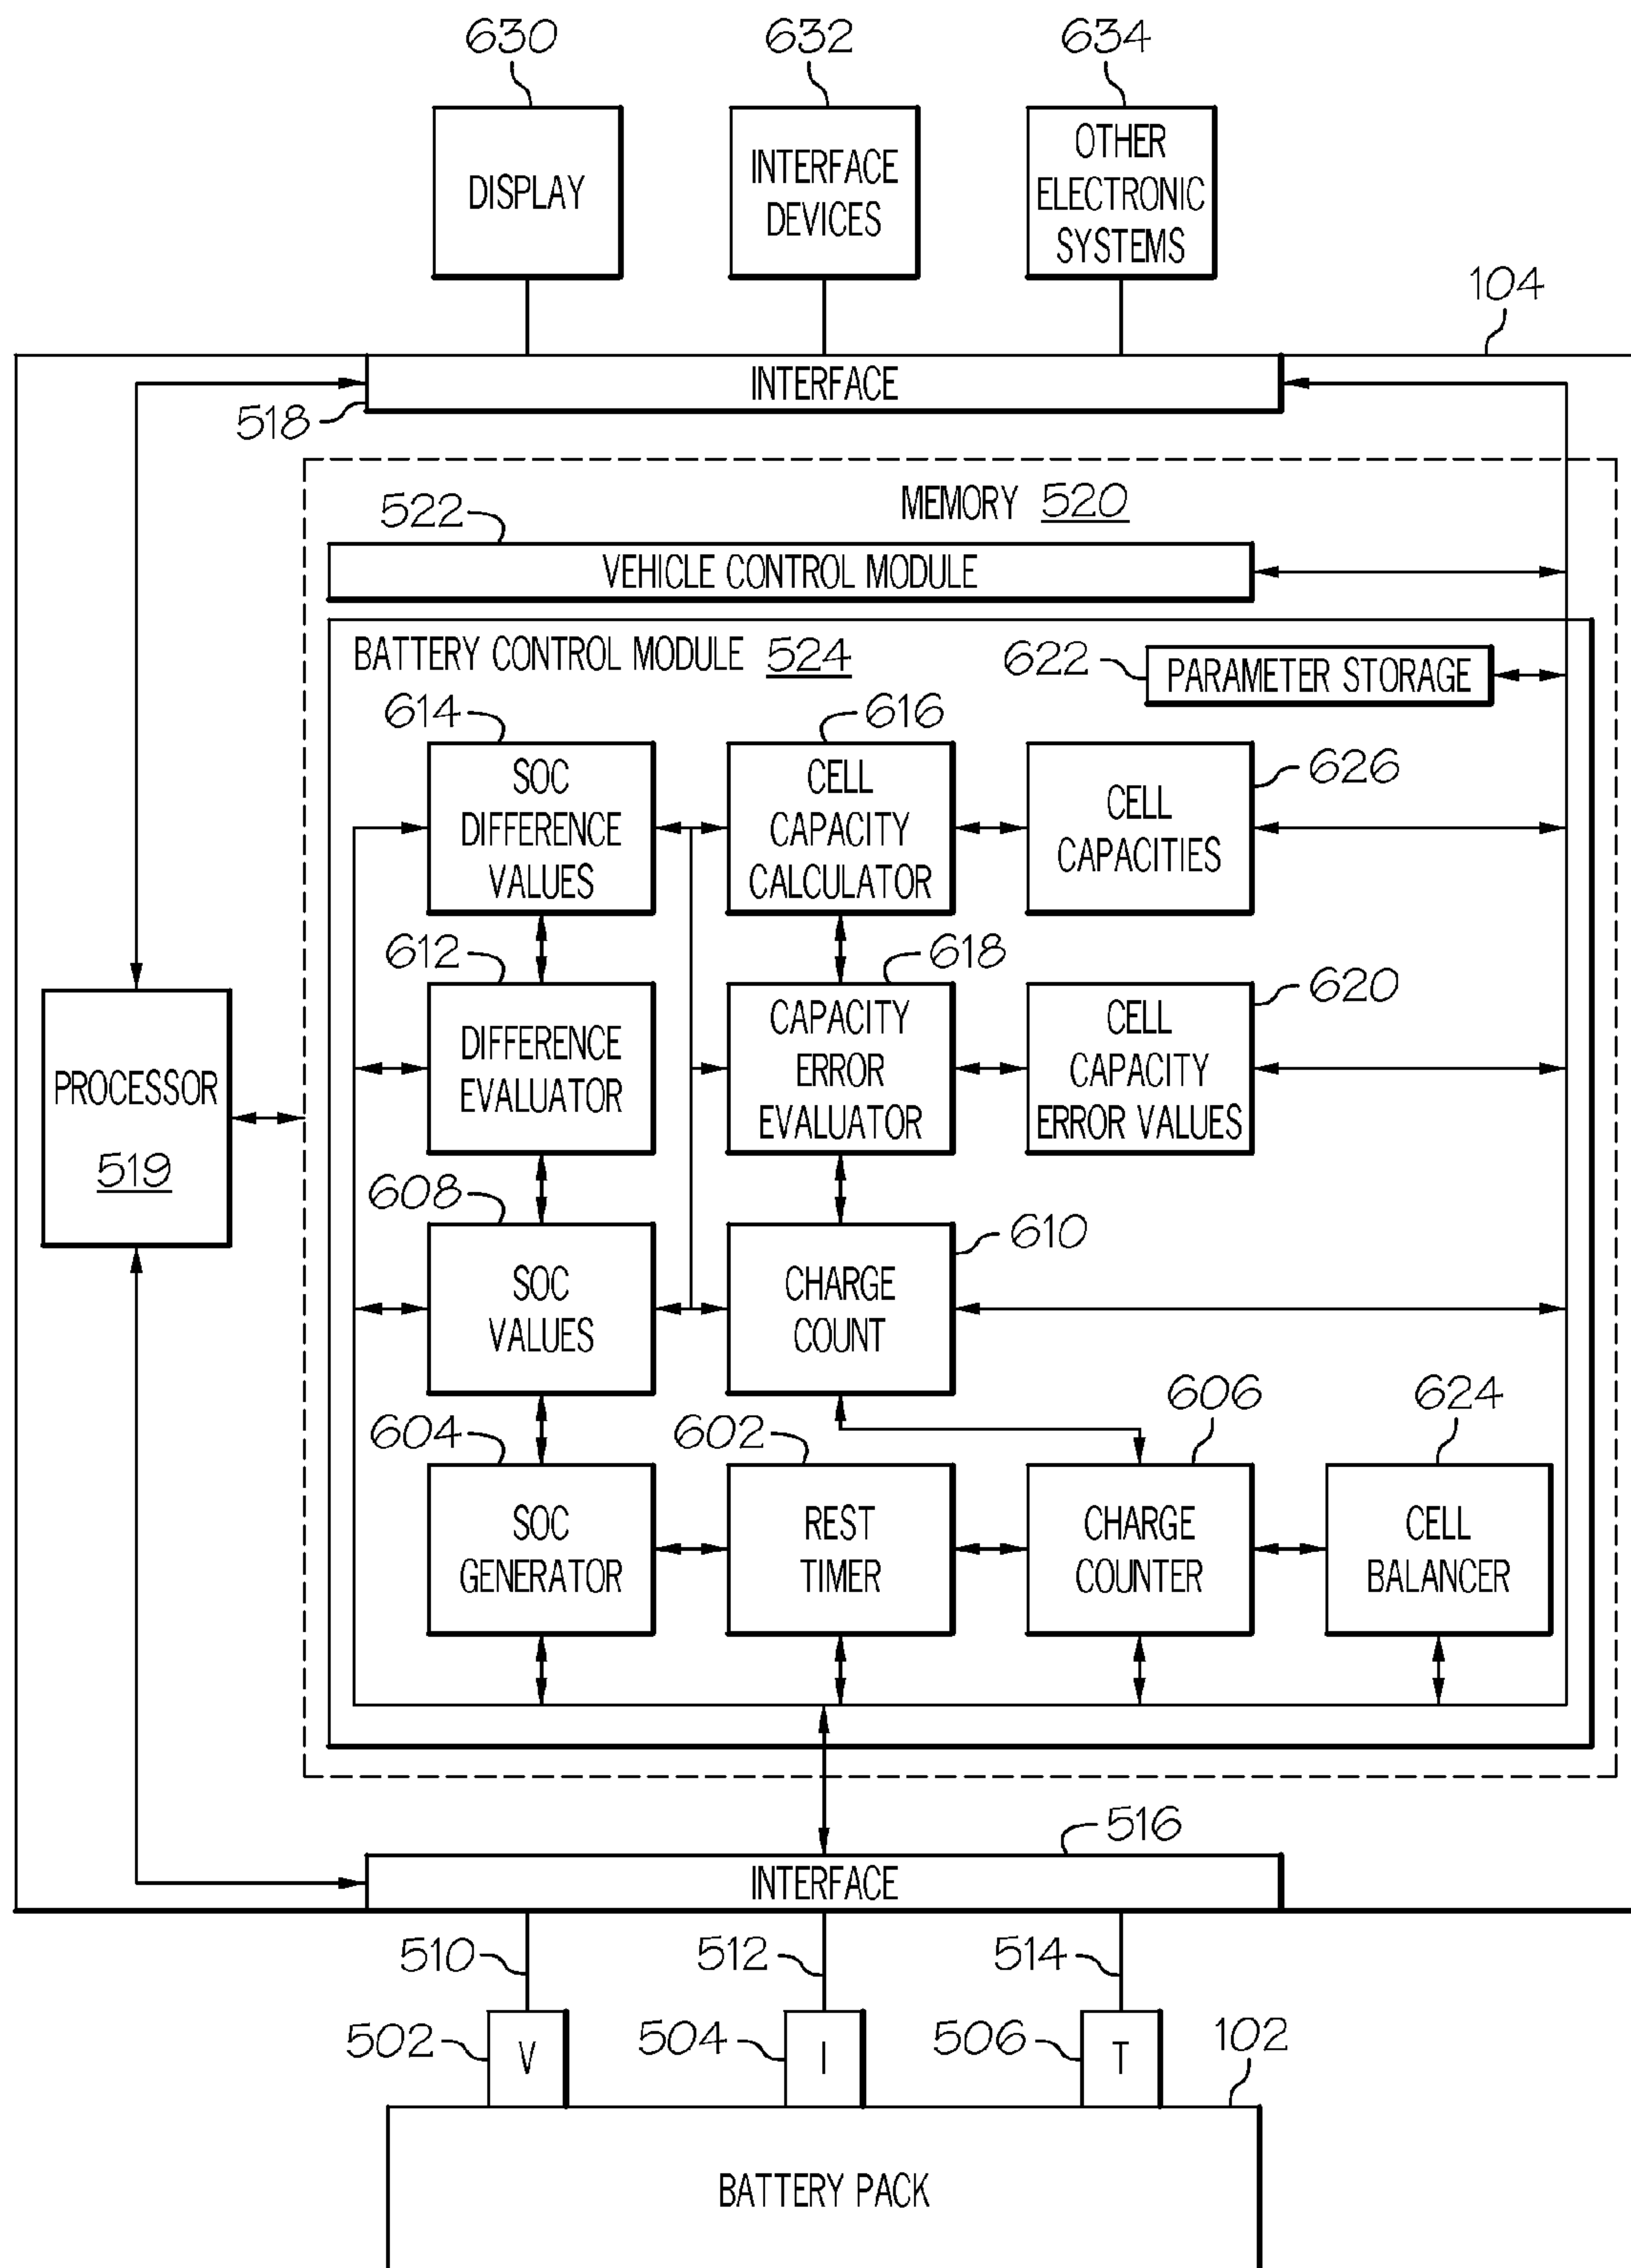 630
632
634
DISPLAY
INTERFACE
DEVICES
OTHER
ELECTRONIC
SYSTEMS
104
INTERFACE
518
MEMORY 520
522
VEHICLE CONTROL MODULE
BATTERY CONTROL MODULE 524
622
PARAMETER STORAGE
614
616
626
SOC
DIFFERENCE
VALUES
CELL
CAPACITY
CALCULATOR
CELL
CAPACITIES
612
618
620
DIFFERENCE
EVALUATOR
CAPACITY
ERROR
EVALUATOR
CELL
CAPACITY
ERROR VALUES
PROCESSOR
519
608
610
SOC
VALUES
CHARGE
COUNT
604
602
606
624
SOC
GENERATOR
REST
TIMER
CHARGE
COUNTER
CELL
BALANCER
516
INTERFACE
510
512
514
502
V
504
I
506
T
102
BATTERY PACK